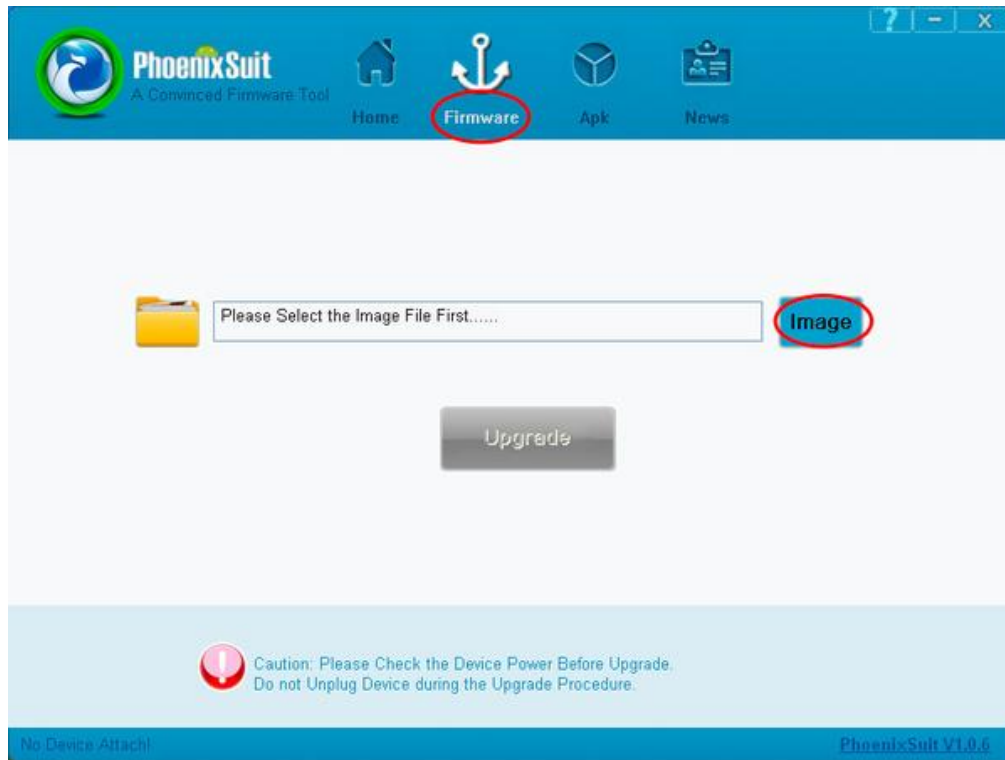 ? - x
PhoenixSuit
A Convinced Firmware Tool
Home Firmware Apk News
Please Select the Image File First......
Image
Upgrade
Caution: Please Check the Device Power Before Upgrade.
Do not Unplug Device during the Upgrade Procedure.
No Device Attach!
PhoenixSuit V1.0.6